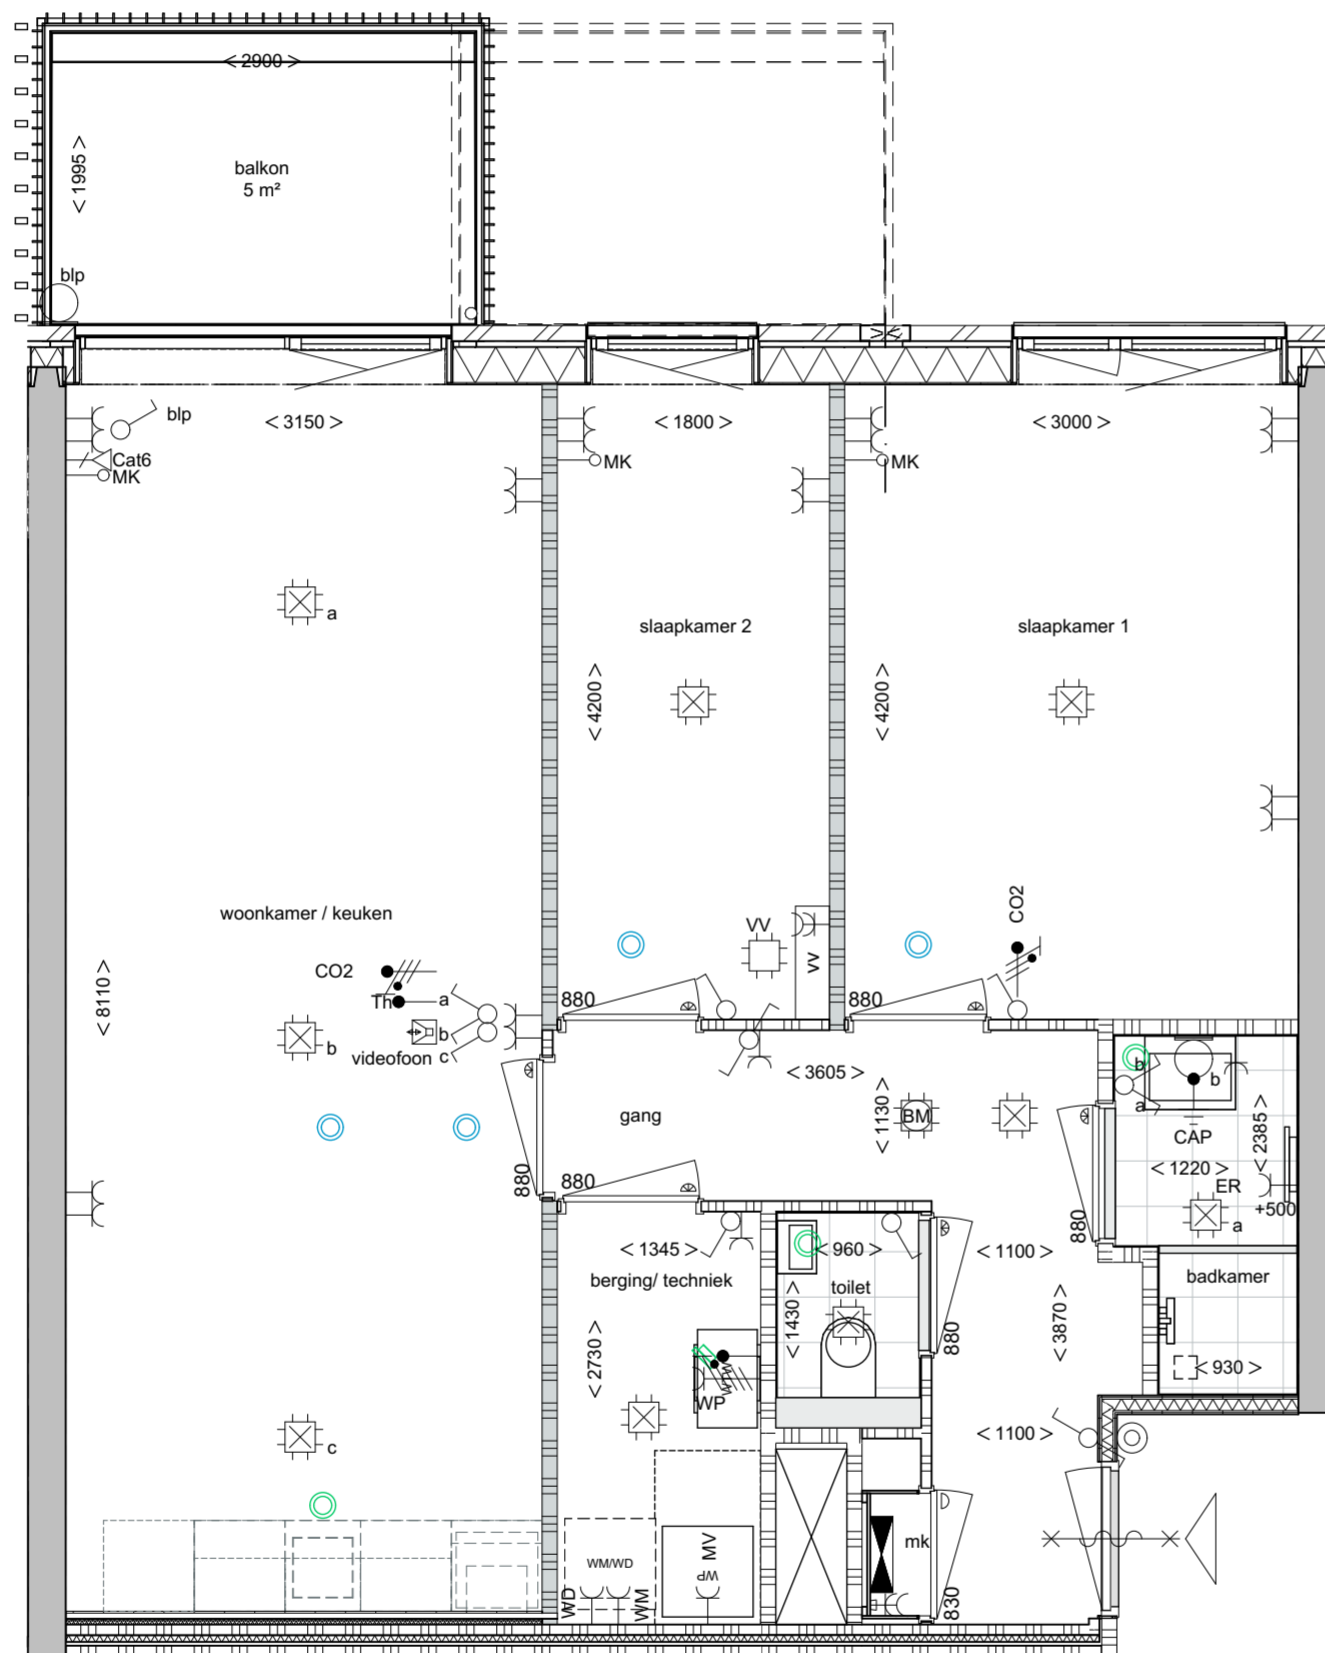 < 2900 >
< 1995 >
balkon
5 m²
blp
blp
< 3150 >
< 1800 >
< 3000 >
Cat6
MK
MK
MK
a
slaapkamer 2
slaapkamer 1
< 4200 >
< 4200 >
woonkamer / keuken
CO2
VV
VV
CO2
CO2
Th
a
b
videofoon c
b
< 8110 >
880
880
< 3605 >
gang
< 1130 >
BM
b
a
b
CAP
< 2385 >
< 1220 >
ER
+500
a
880
880
880
< 1345 >
< 960 >
< 1100 >
berging/ techniek
toilet
badkamer
< 1430 >
< 3870 >
< 2730 >
880
< 930 >
WP
c
< 1100 >
WM/WD
MV
WP
mk
WD
WM
830